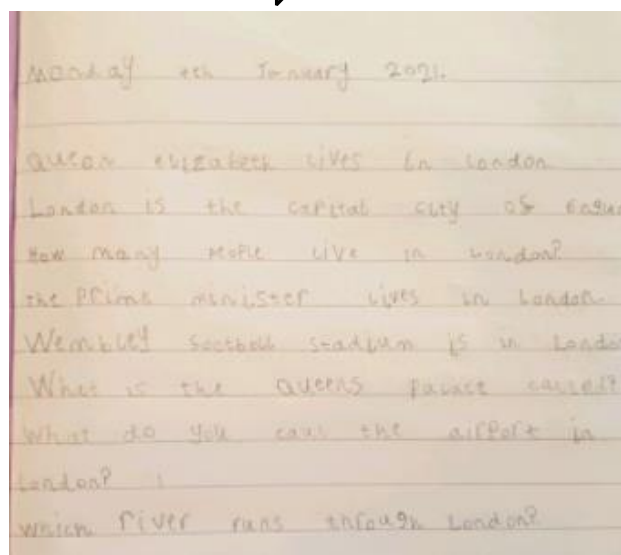 Monday 4th January 2021.
Queen elizabeth lives in London
London is the capital city of
How many people live in London?
the Prime minister lives in London.
Wembley football stadium is in
What is the Queens palace called?
What do you call the airport in
London?
which river runs through London?